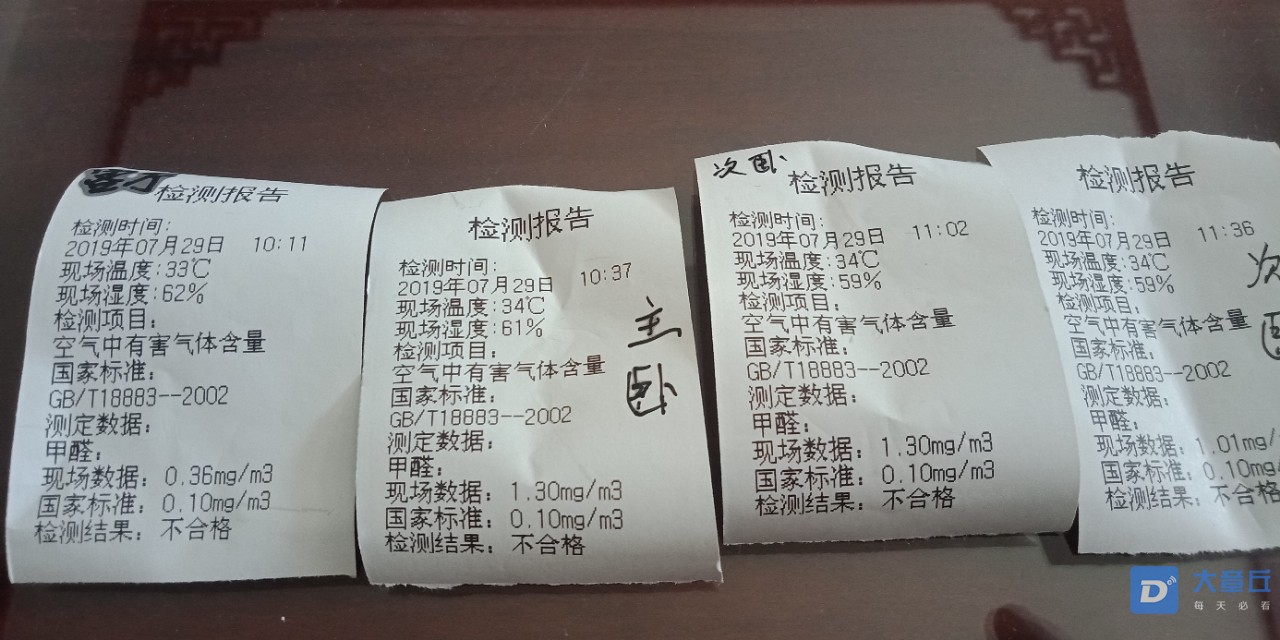 客厅
检测报告
检测时间:
2019年07月29日 10:11
现场温度:33℃
现场湿度:62%
检测项目:
空气中有害气体含量
国家标准:
GB/T18883--2002
测定数据:
甲醛:
现场数据: 0.36mg/m3
国家标准: 0.10mg/m3
检测结果: 不合格
检测报告
检测时间:
2019年07月29日 10:37
现场温度:34℃
现场湿度:61%
检测项目:
空气中有害气体含量
国家标准:
GB/T18883--2002
测定数据:
甲醛:
现场数据: 1.30mg/m3
国家标准: 0.10mg/m3
检测结果: 不合格
主
卧
次卧
检测报告
检测时间:
2019年07月29日 11:02
现场温度:34℃
现场湿度:59%
检测项目:
空气中有害气体含量
国家标准:
GB/T18883--2002
测定数据:
甲醛:
现场数据: 1.30mg/m3
国家标准: 0.10mg/m3
检测结果: 不合格
检测报告
检测时间:
2019年07月29日 11:36
现场温度:34℃
现场湿度:59%
检测项目:
空气中有害气体含量
国家标准:
GB/T18883--2002
测定数据:
甲醛:
现场数据: 1.01mg/
国家标准: 0.10mg/
检测结果: 不合格
次
大章丘
每天必看